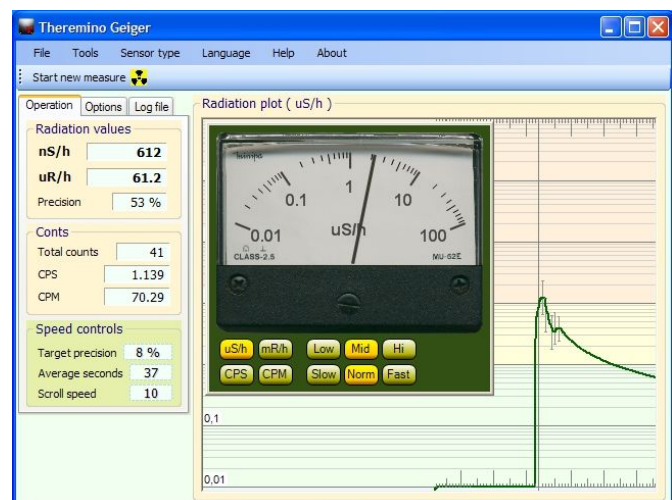 Theremino Geiger
File Tools Sensor type Language Help About
Start new measure
Operation Options Log file
Radiation values
nS/h 612
uR/h 61.2
Precision 53 %
Conts
Total counts 41
CPS 1.139
CPM 70.29
Speed controls
Target precision 8 %
Average seconds 37
Scroll speed 10
Radiation plot ( uS/h )
0.01 0.1 1 10 100
uS/h
CLASS-2.5 MU-52E
uS/h mR/h Low Mid Hi
CPS CPM Slow Norm Fast
0,1
0,01